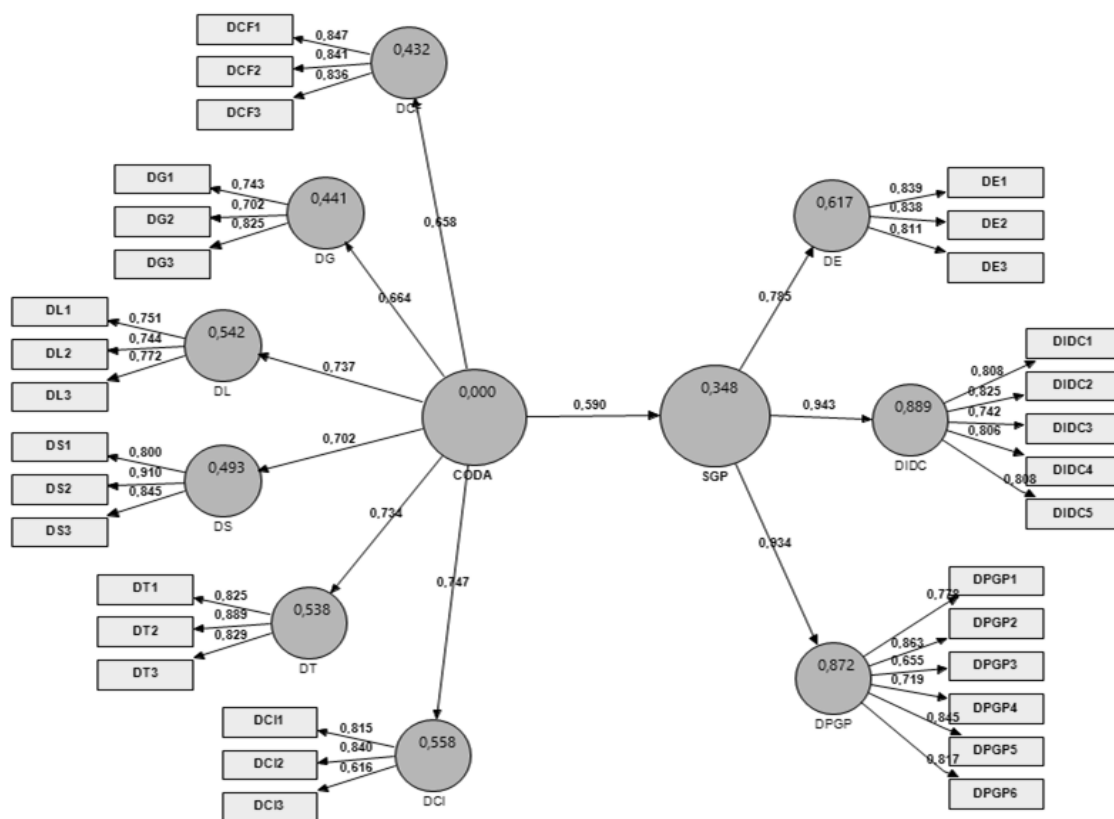 DCF1
DCF2
DCF3
0,847
0,841
0,836
0,432
DCF
0,658
DG1
DG2
DG3
0,743
0,702
0,825
0,441
DG
0,664
DL1
DL2
DL3
0,751
0,744
0,772
0,542
DL
0,737
DS1
DS2
DS3
0,800
0,910
0,845
0,493
DS
0,702
DT1
DT2
DT3
0,825
0,889
0,829
0,538
DT
0,734
DCI1
DCI2
DCI3
0,815
0,840
0,616
0,558
DCI
0,747
0,000
CODA
0,590
0,348
SGP
0,785
0,617
DE
0,839
0,838
0,811
DE1
DE2
DE3
0,943
0,889
DIDC
0,808
0,825
0,742
0,806
0,808
DIDC1
DIDC2
DIDC3
DIDC4
DIDC5
0,934
0,872
DPGP
0,778
0,863
0,655
0,719
0,845
0,817
DPGP1
DPGP2
DPGP3
DPGP4
DPGP5
DPGP6